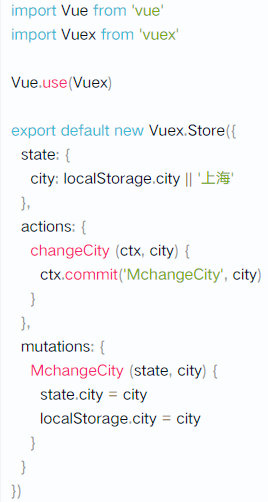 import Vue from 'vue'
import Vuex from 'vuex'

Vue.use(Vuex)

export default new Vuex.Store({
  state: {
    city: localStorage.city || '上海'
  },
  actions: {
    changeCity (ctx, city) {
      ctx.commit('MchangeCity', city)
    }
  },
  mutations: {
    MchangeCity (state, city) {
      state.city = city
      localStorage.city = city
    }
  }
})